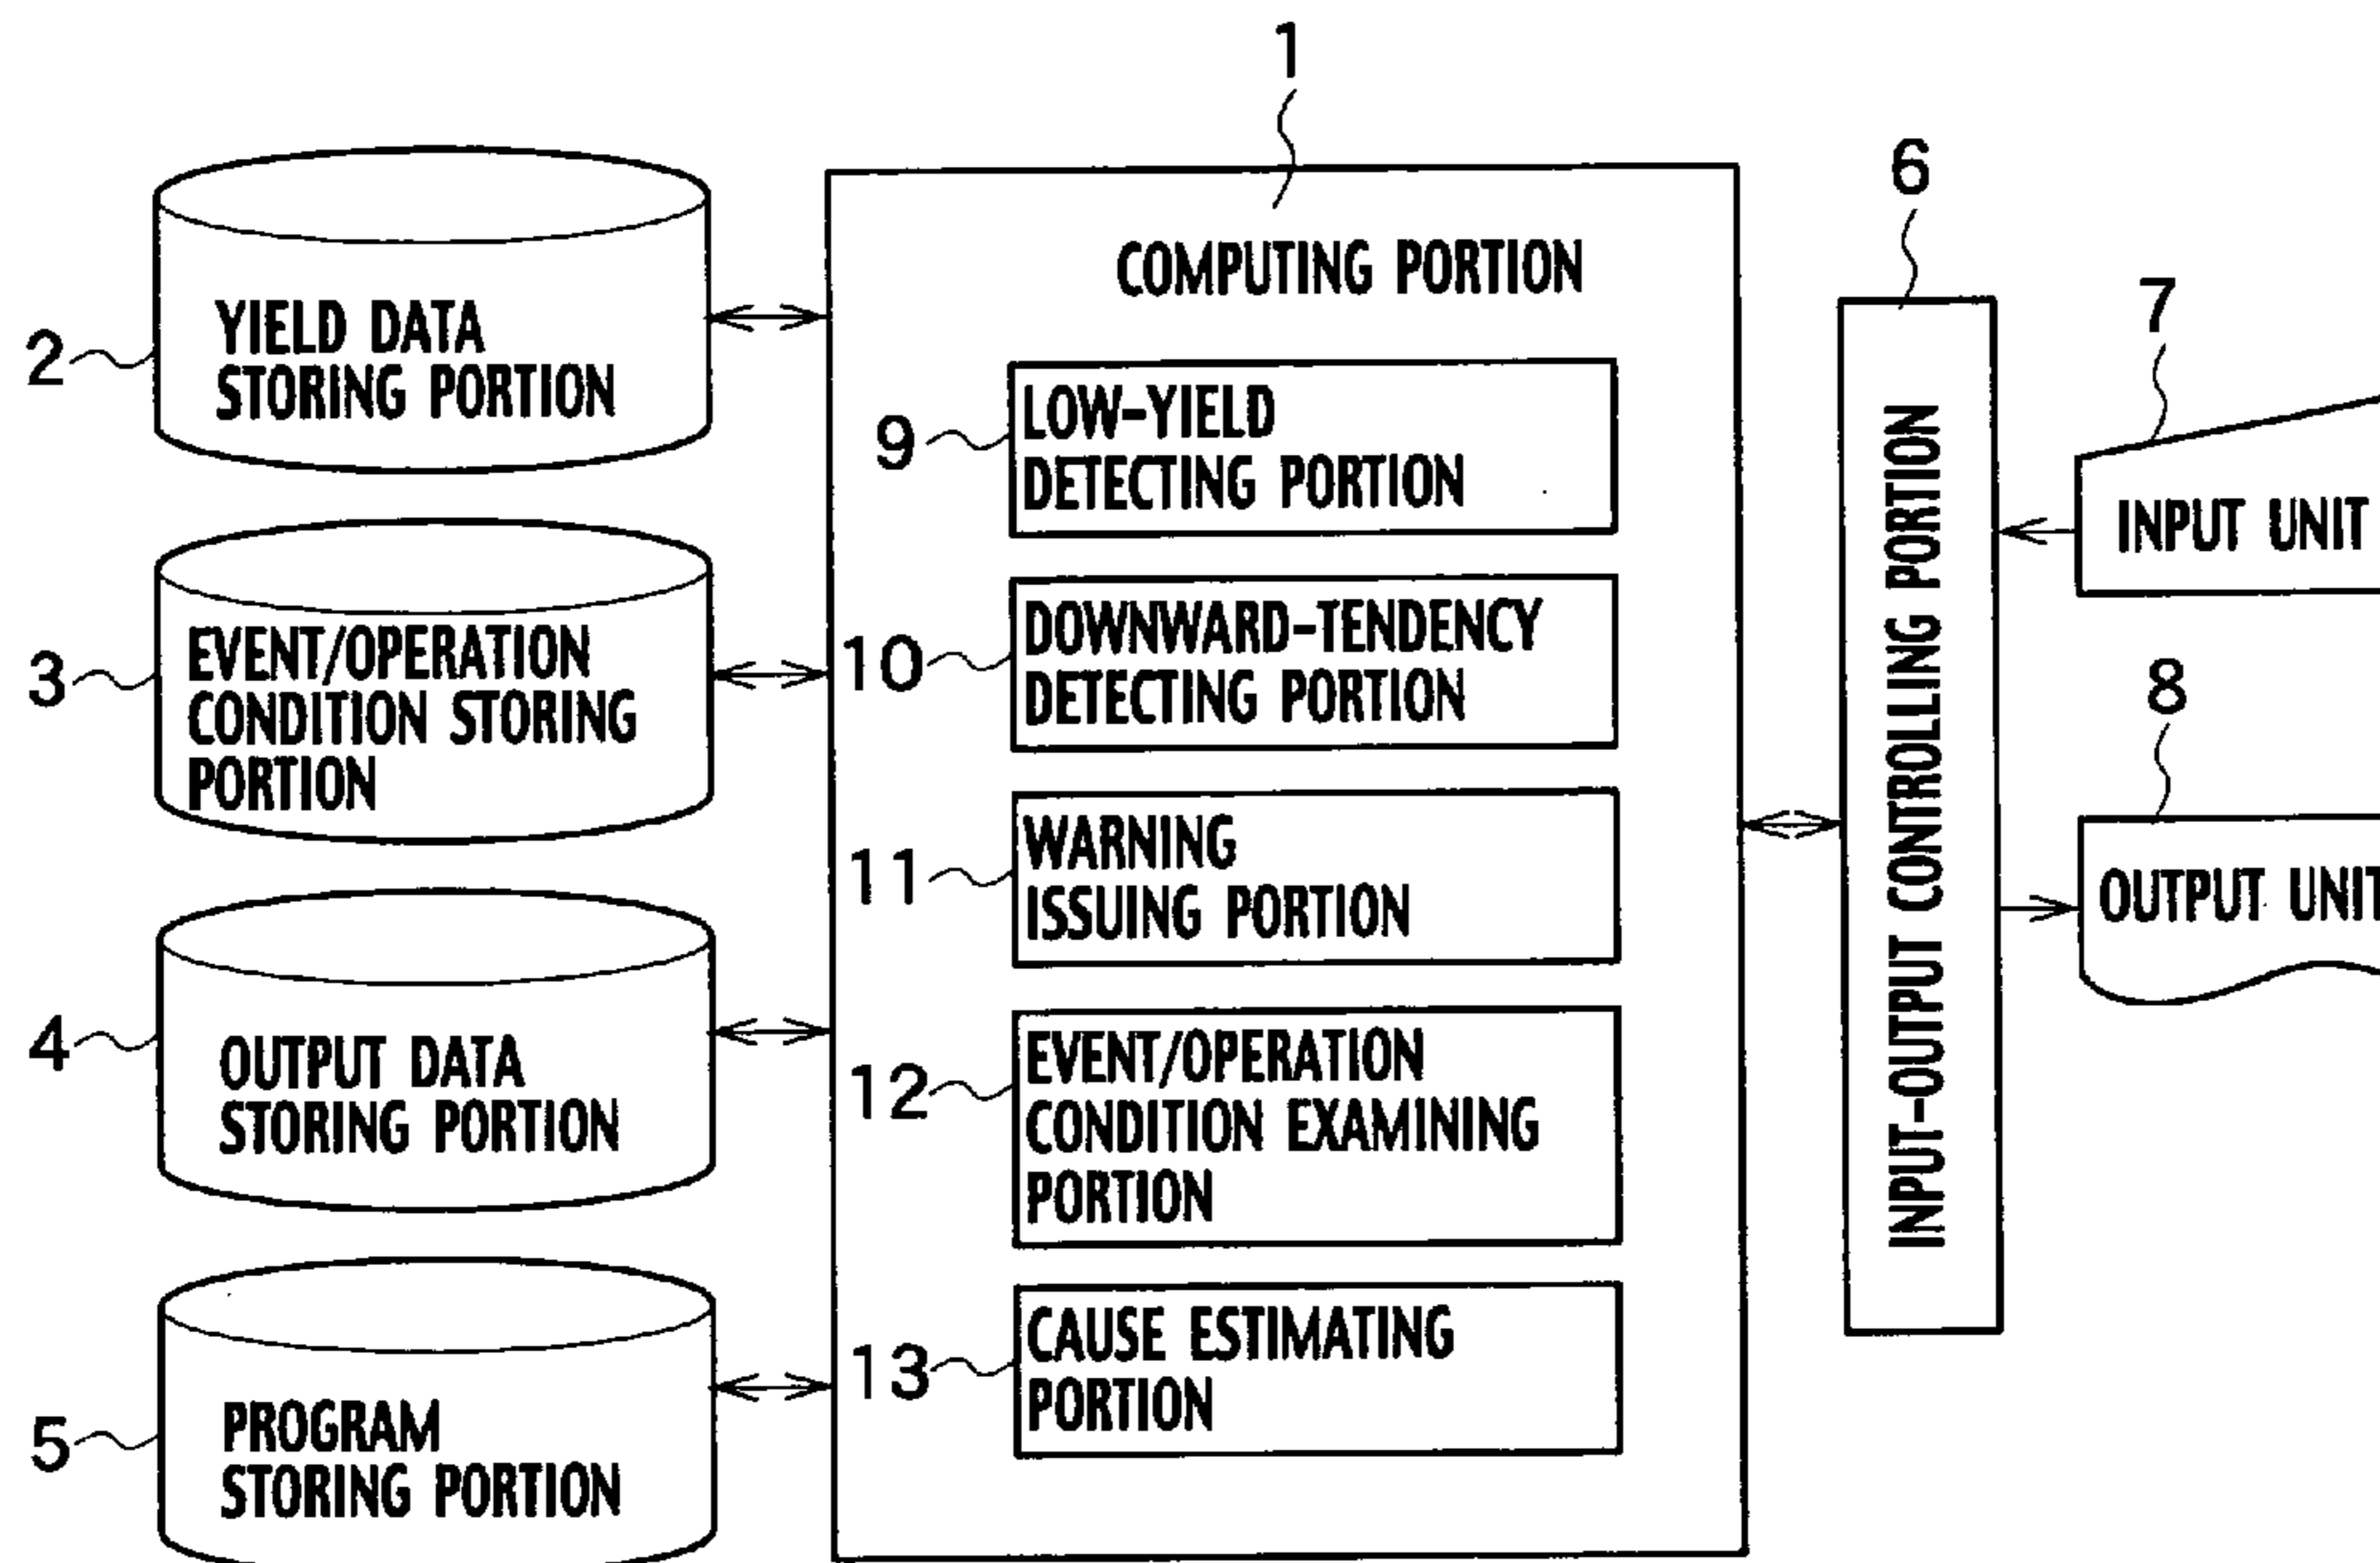 1
COMPUTING PORTION
2
YIELD DATA
STORING PORTION
3
EVENT/OPERATION
CONDITION STORING
PORTION
4
OUTPUT DATA
STORING PORTION
5
PROGRAM
STORING PORTION
9
LOW-YIELD
DETECTING PORTION
10
DOWNWARD-TENDENCY
DETECTING PORTION
11
WARNING
ISSUING PORTION
12
EVENT/OPERATION
CONDITION EXAMINING
PORTION
13
CAUSE ESTIMATING
PORTION
6
INPUT-OUTPUT CONTROLLING PORTION
7
INPUT UNIT
8
OUTPUT UNIT